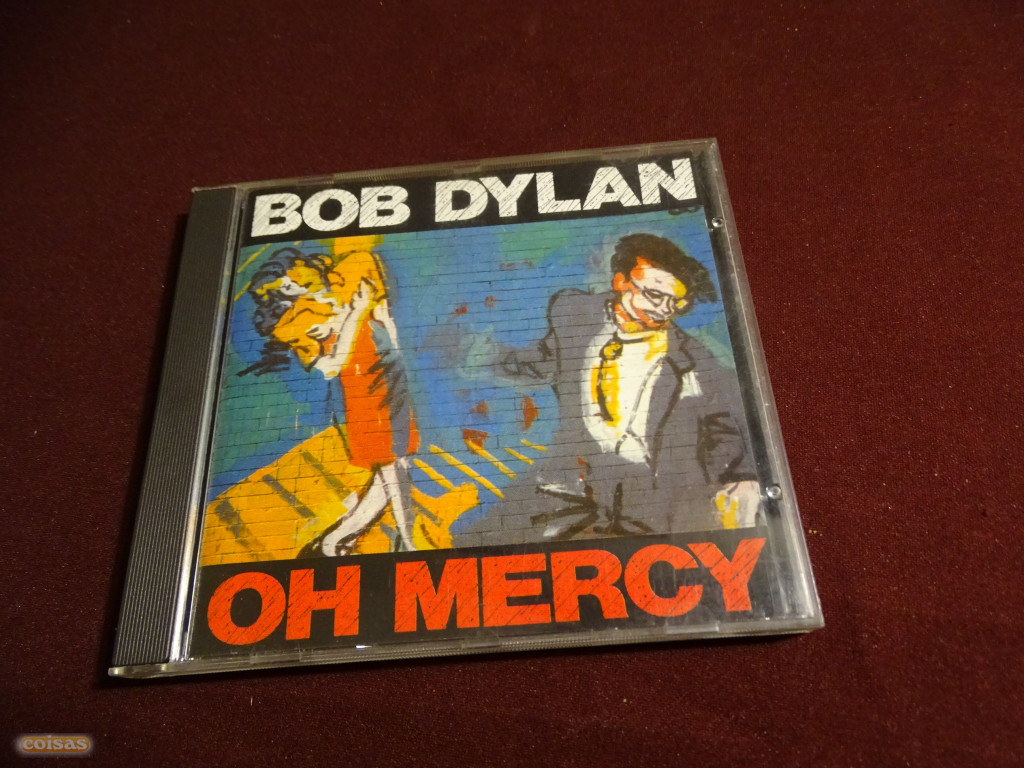 BOB DYLAN
OH MERCY
coisas